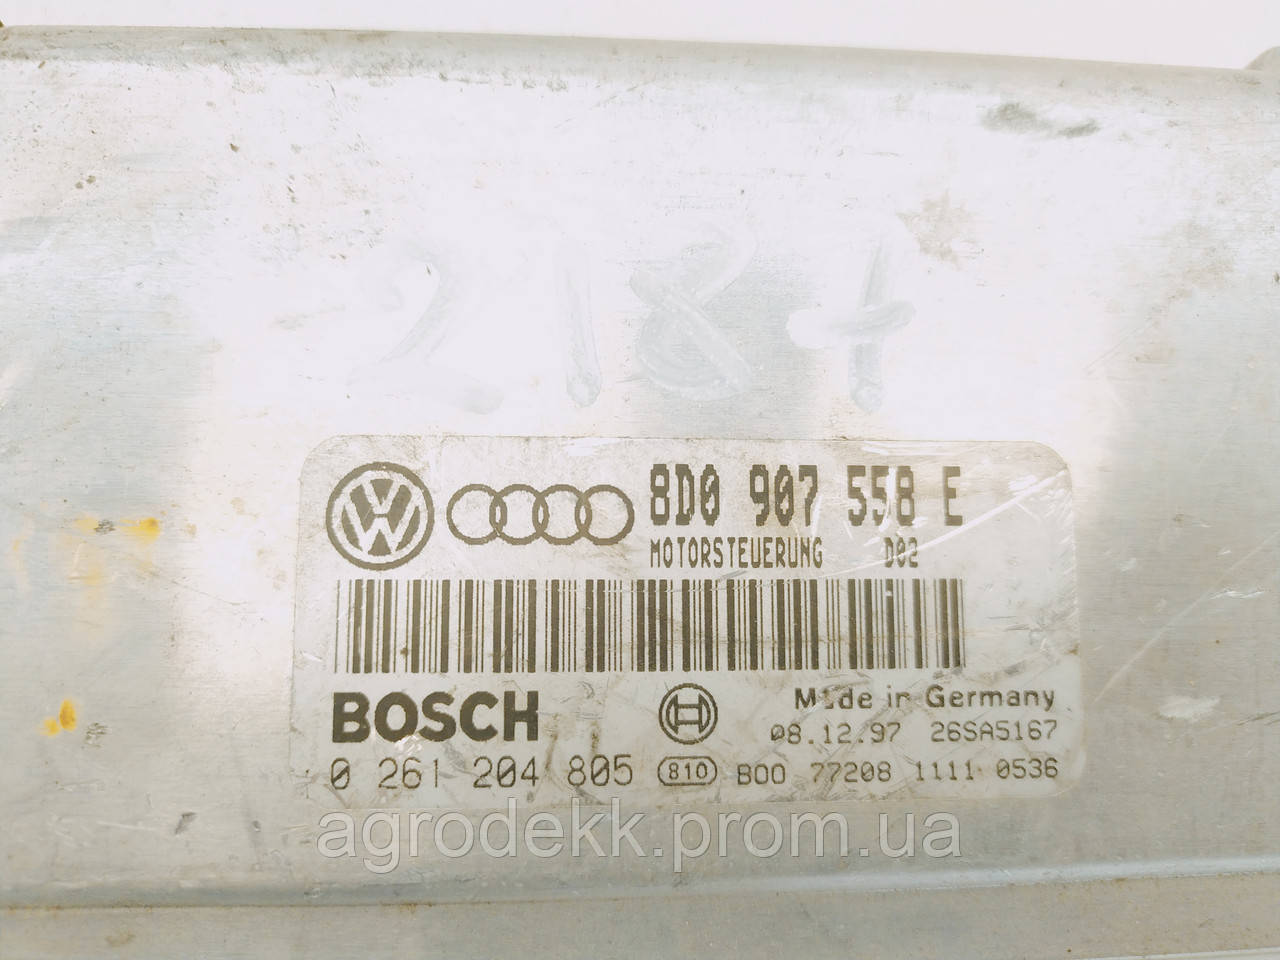 2187
8D0 907 558 E
MOTORSTEUERUNG D02
BOSCH
Made in Germany
08.12.97 26SA5167
0 261 204 805 810 B00 77208 1111 0536
agrodekk.prom.ua